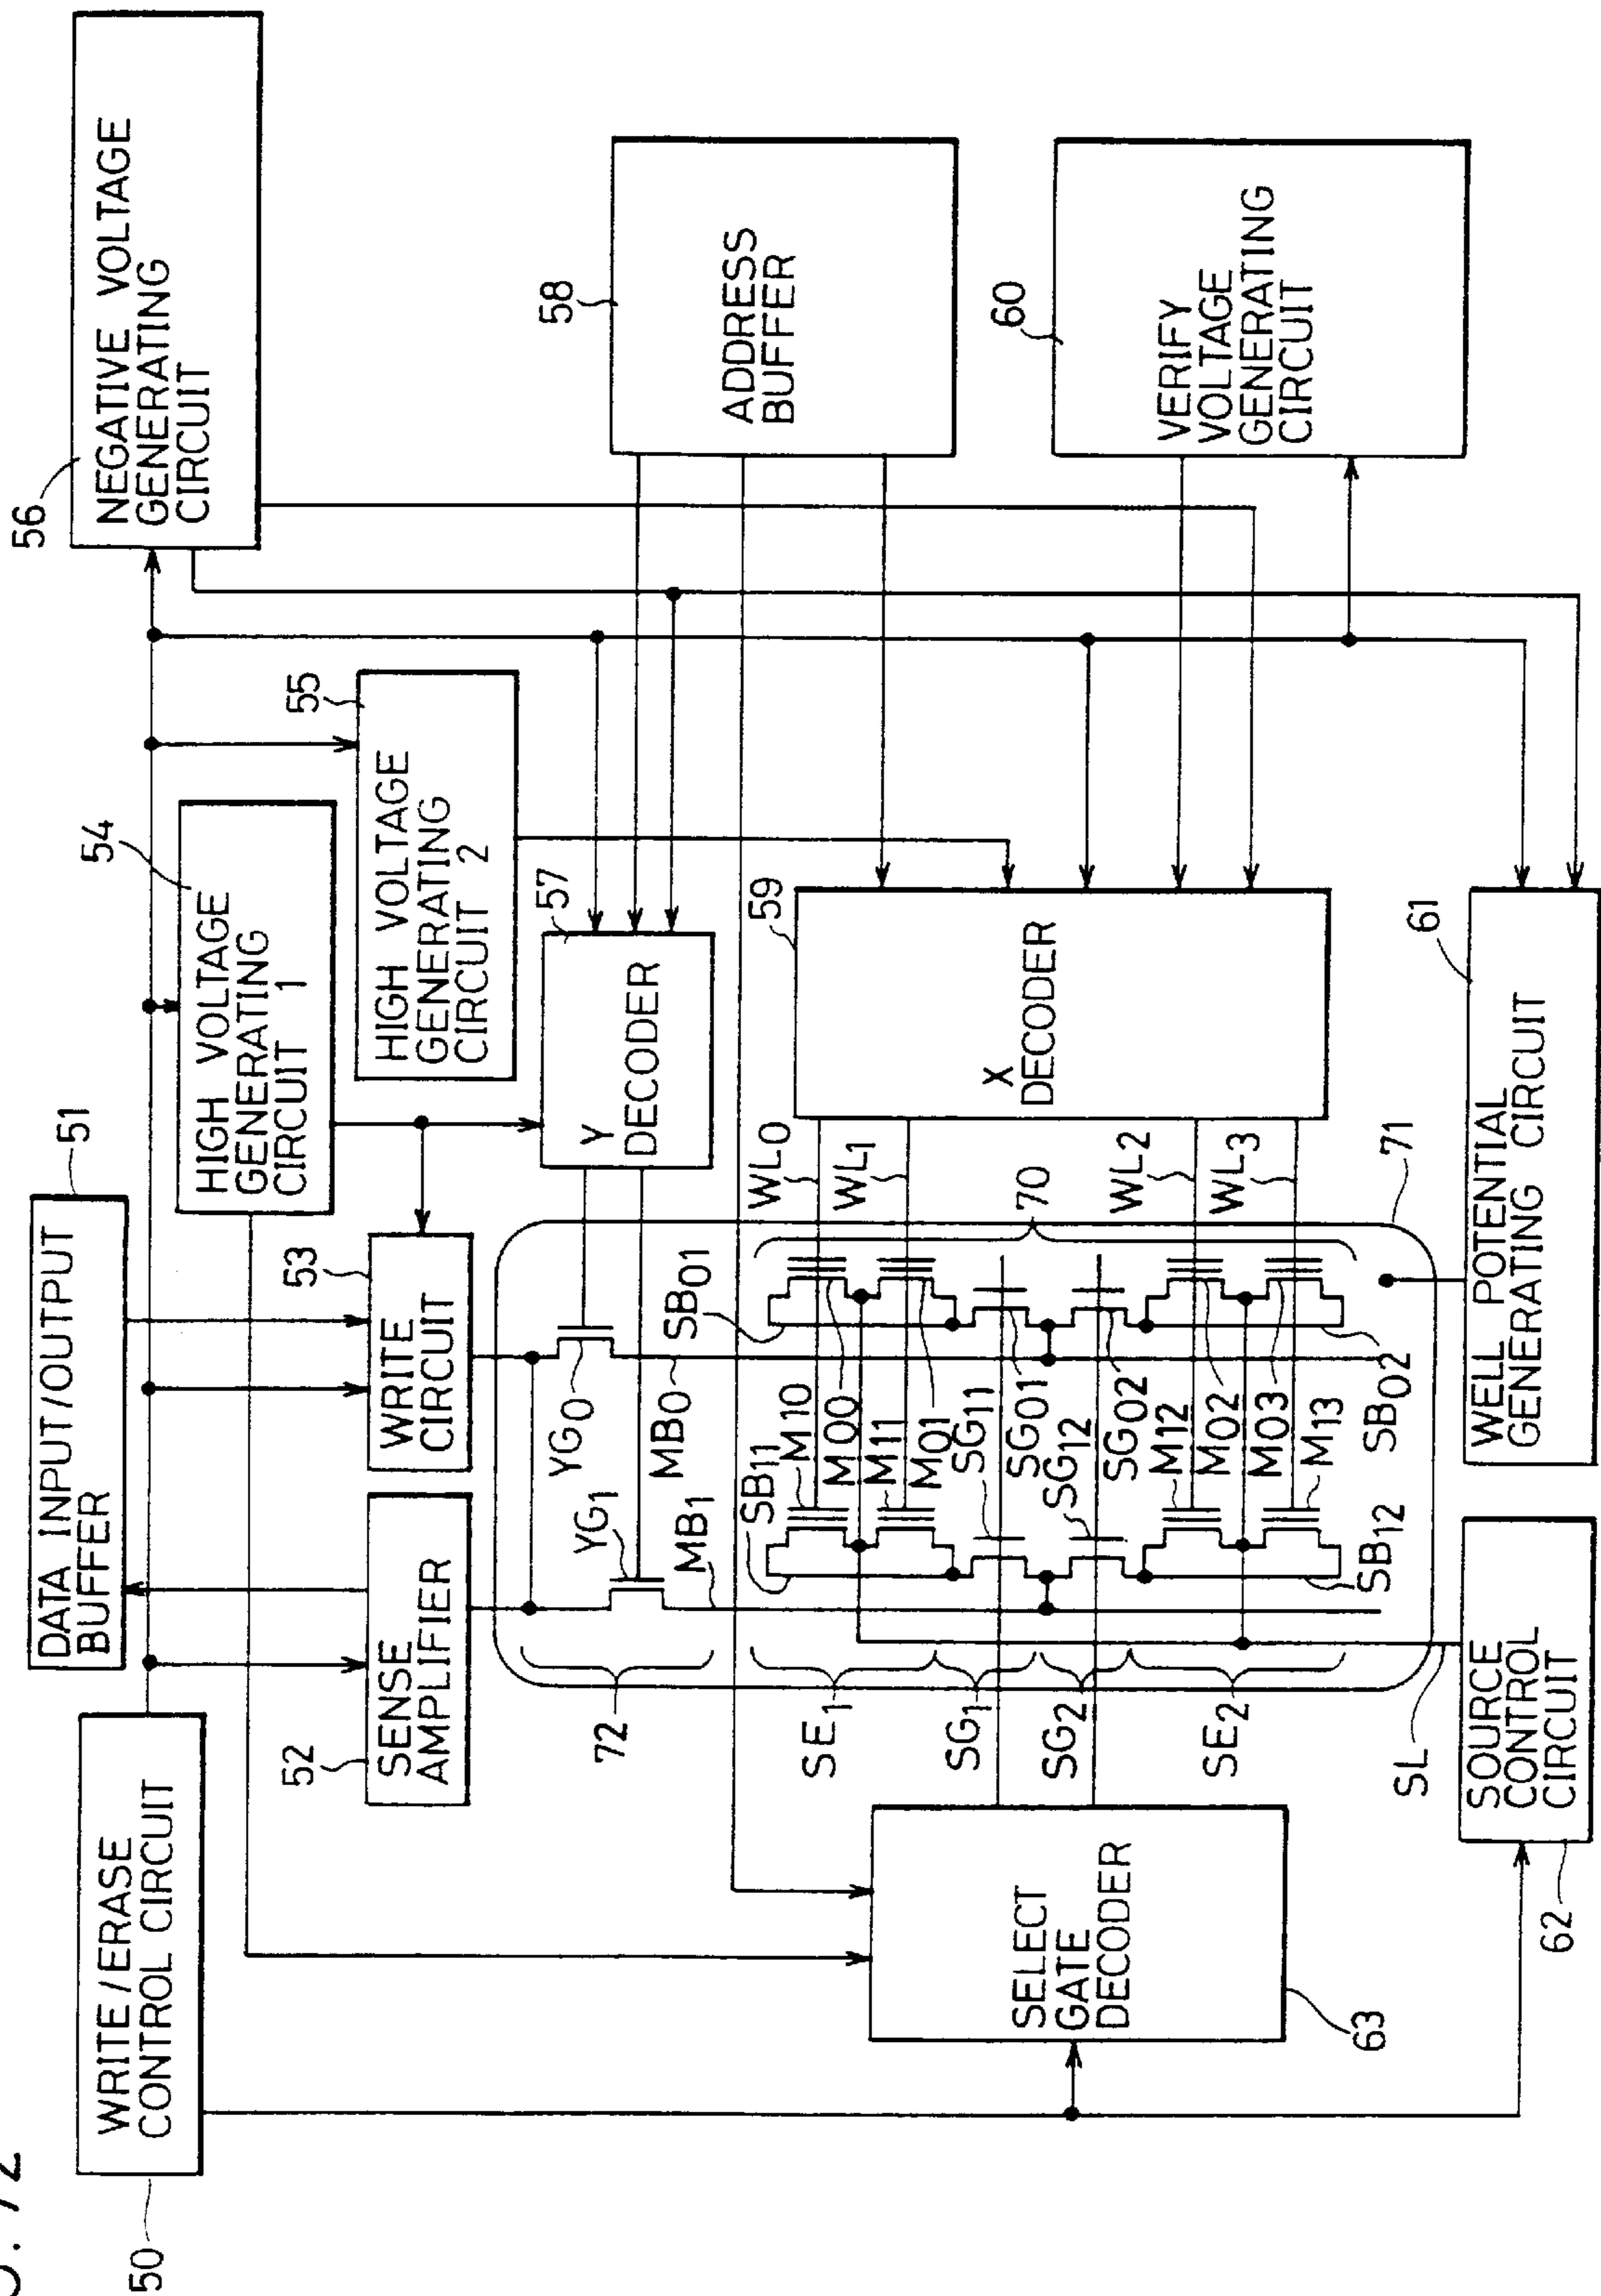 56
NEGATIVE VOLTAGE
GENERATING
CIRCUIT
58
ADDRESS
BUFFER
60
VERIFY
VOLTAGE
GENERATING
CIRCUIT
55
HIGH VOLTAGE
GENERATING
CIRCUIT 2
54
HIGH VOLTAGE
GENERATING
CIRCUIT 1
57
Y
DECODER
59
X
DECODER
61
WELL POTENTIAL
GENERATING CIRCUIT
51
DATA INPUT/OUTPUT
BUFFER
53
WRITE
CIRCUIT
52
SENSE
AMPLIFIER
50
WRITE/ERASE
CONTROL CIRCUIT
WL0
WL1
WL2
WL3
70
71
72
YG0
YG1
MB0
MB1
SB01
SB11
M10
M00
M11
M01
SG11
SG01
SG12
SG02
M12
M02
M03
M13
SB02
SB12
SE1
SG1
SG2
SE2
SL
SOURCE
CONTROL
CIRCUIT
62
SELECT
GATE
DECODER
63